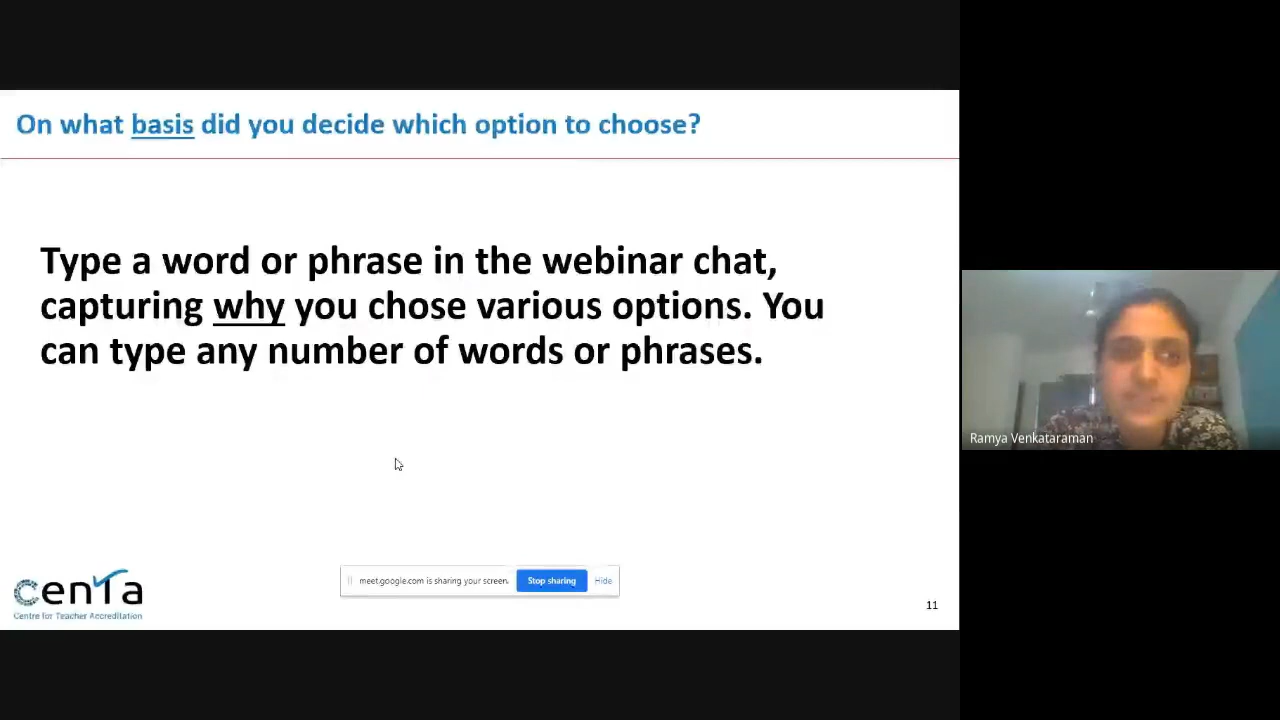 On what basis did you decide which option to choose?
Type a word or phrase in the webinar chat,
capturing why you chose various options. You
can type any number of words or phrases.
Ramya Venkataraman
meet.google.com is sharing your screen.
Stop sharing
Hide
cenTa
Centre for Teacher Accreditation
11